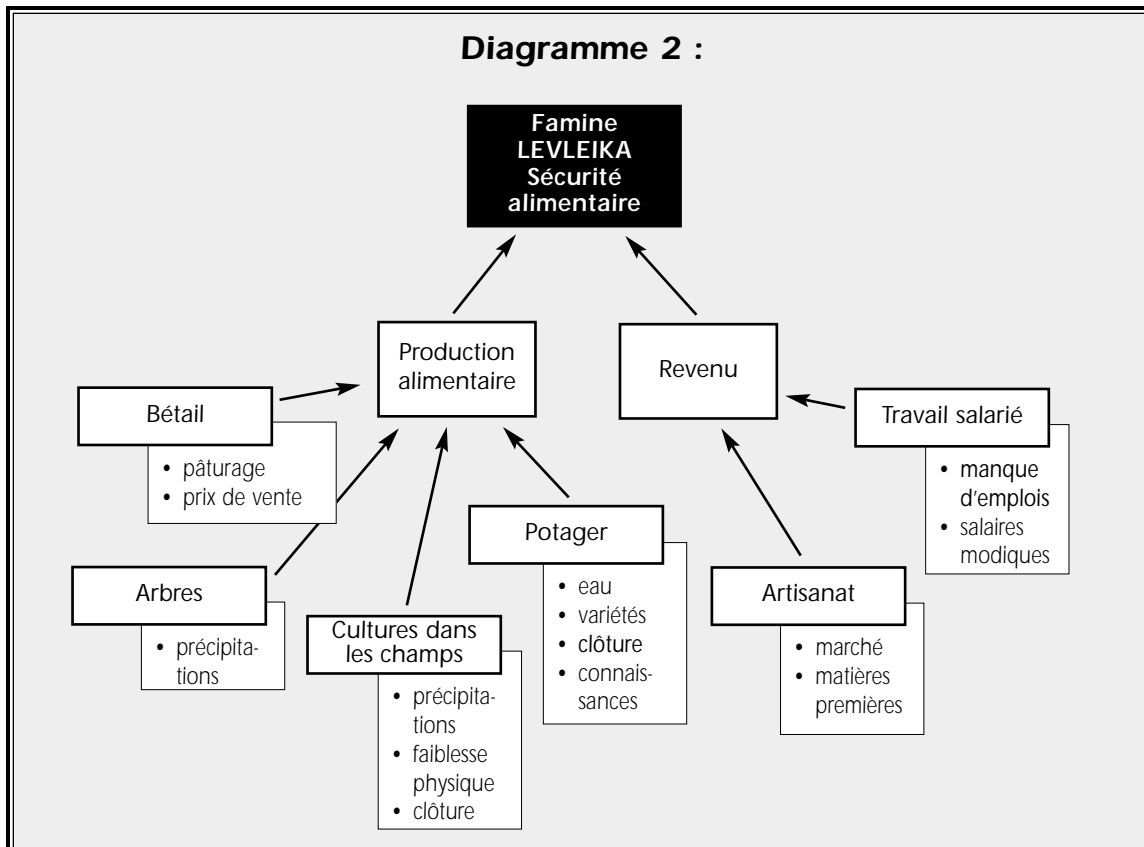 Diagramme 2 :
Famine
LEVLEIKA
Sécurité
alimentaire
Production
alimentaire
Revenu
Bétail
• pâturage
• prix de vente
Travail salarié
• manque
d'emplois
• salaires
modiques
Arbres
• précipita-
tions
Cultures dans
les champs
• précipita-
tions
• faiblesse
physique
• clôture
Potager
• eau
• variétés
• clôture
• connais-
sances
Artisanat
• marché
• matières
premières